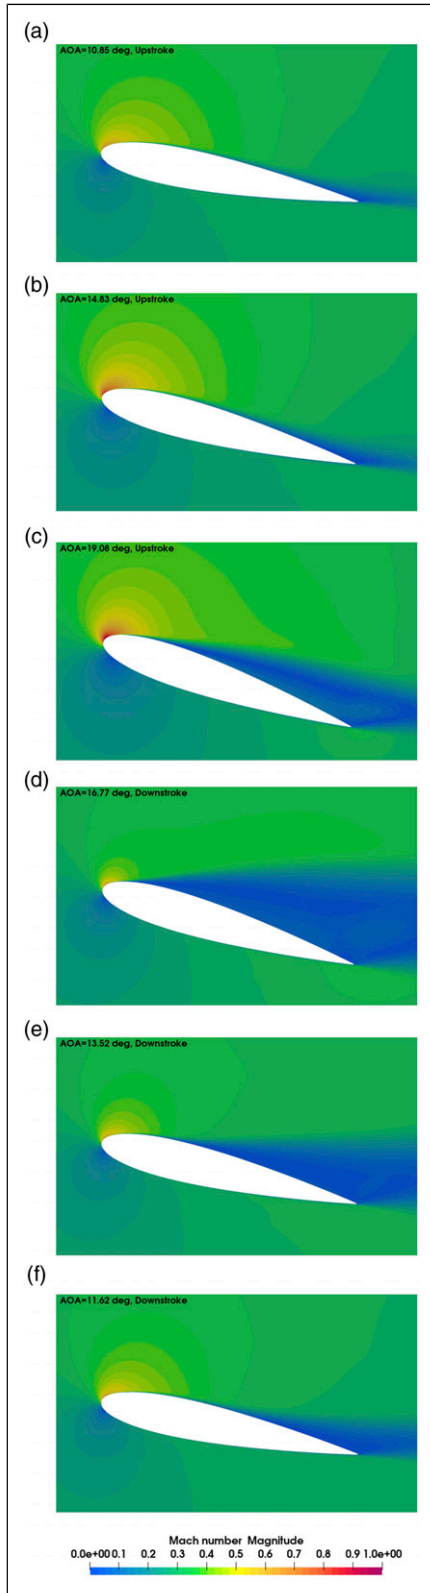 (a)
AOA=10.85 deg, Upstroke
(b)
AOA=14.83 deg, Upstroke
(c)
AOA=19.08 deg, Upstroke
(d)
AOA=16.77 deg, Downstroke
(e)
AOA=13.52 deg, Downstroke
(f)
AOA=11.62 deg, Downstroke
Mach number Magnitude
0.0e+00 0.1 0.2 0.3 0.4 0.5 0.6 0.7 0.8 0.9 1.0e+00